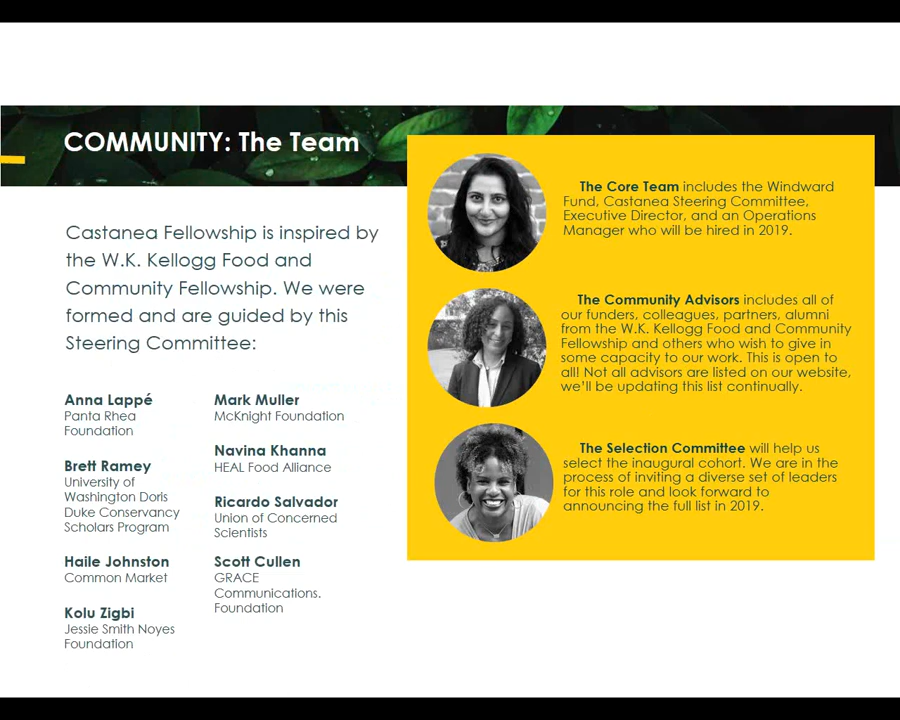 COMMUNITY: The Team
Castanea Fellowship is inspired by
the W.K. Kellogg Food and
Community Fellowship. We were
formed and are guided by this
Steering Committee:
Anna Lappé
Panta Rhea
Foundation
Brett Ramey
University of
Washington Doris
Duke Conservancy
Scholars Program
Haile Johnston
Common Market
Kolu Zigbi
Jessie Smith Noyes
Foundation
Mark Muller
McKnight Foundation
Navina Khanna
HEAL Food Alliance
Ricardo Salvador
Union of Concerned
Scientists
Scott Cullen
GRACE
Communications.
Foundation
The Core Team includes the Windward
Fund, Castanea Steering Committee,
Executive Director, and an Operations
Manager who will be hired in 2019.
The Community Advisors includes all of
our funders, colleagues, partners, alumni
from the W.K. Kellogg Food and Community
Fellowship and others who wish to give in
some capacity to our work. This is open to
all! Not all advisors are listed on our website,
we'll be updating this list continually.
The Selection Committee will help us
select the inaugural cohort. We are in the
process of inviting a diverse set of leaders
for this role and look forward to
announcing the full list in 2019.